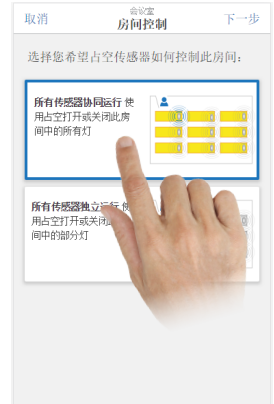 会议室
取消 房间控制 下一步
选择您希望占空传感器如何控制此房间：
所有传感器协同运行 使
用占空打开或关闭此房
间中的所有灯
所有传感器独立运行 使
用占空打开或关闭
间中的部分灯